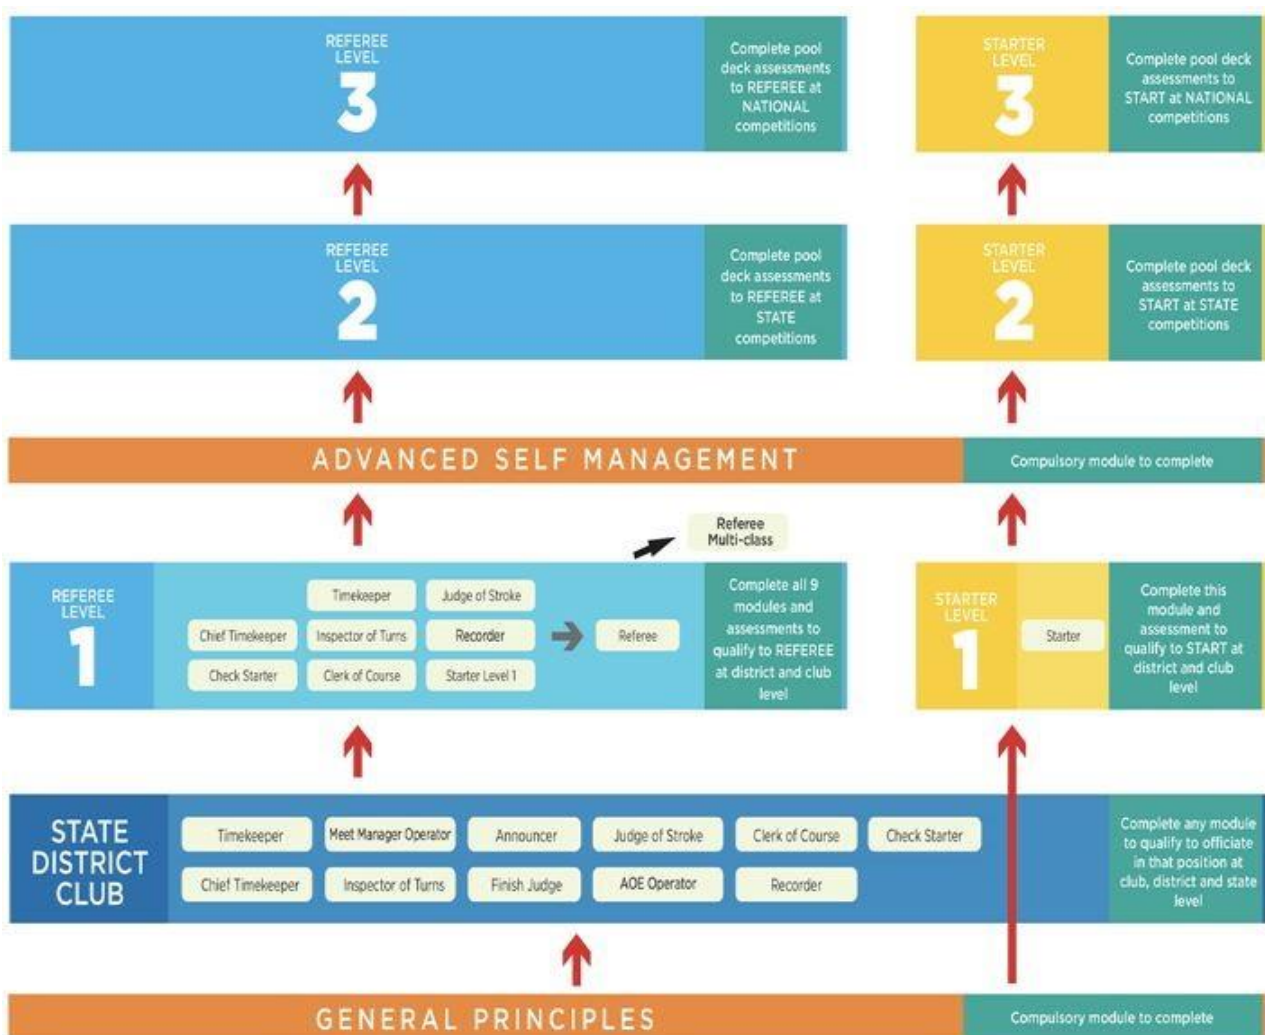 REFEREE
LEVEL
3
Complete pool
deck assessments
to REFEREE at
NATIONAL
competitions
STARTER
LEVEL
3
Complete pool deck
assessments to
START at NATIONAL
competitions
REFEREE
LEVEL
2
Complete pool
deck assessments
to REFEREE at
STATE
competitions
STARTER
LEVEL
2
Complete pool deck
assessments to
START at STATE
competitions
ADVANCED SELF MANAGEMENT
Compulsory module to complete
Referee
Multi-class
REFEREE
LEVEL
1
Timekeeper
Judge of Stroke
Chief Timekeeper
Inspector of Turns
Recorder
Referee
Check Starter
Clerk of Course
Starter Level 1
Complete all 9
modules and
assessments to
qualify to REFEREE
at district and club
level
STARTER
LEVEL
1
Starter
Complete this
module and
assessment to
qualify to START at
district and club
level
STATE
DISTRICT
CLUB
Timekeeper
Meet Manager Operator
Announcer
Judge of Stroke
Clerk of Course
Check Starter
Chief Timekeeper
Inspector of Turns
Finish Judge
AOE Operator
Recorder
Complete any module
to qualify to officiate
in that position at
club, district and state
level
GENERAL PRINCIPLES
Compulsory module to complete